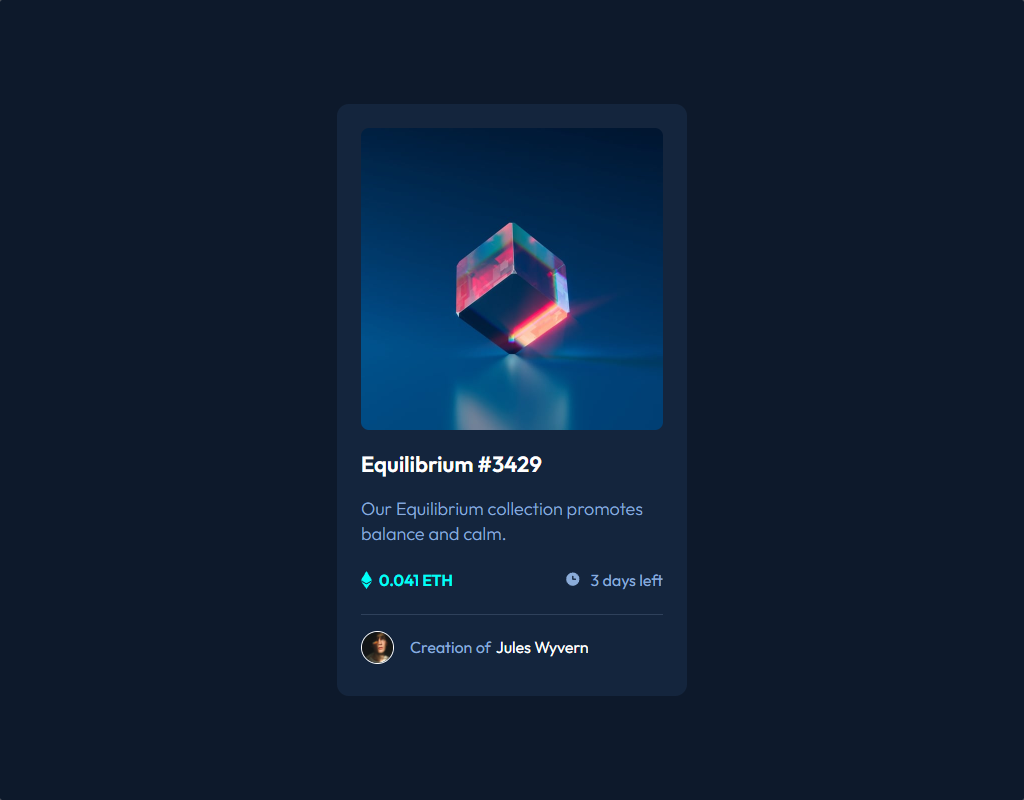 Equilibrium #3429
Our Equilibrium collection promotes
balance and calm.
0.041 ETH
3 days left
Creation of Jules Wyvern